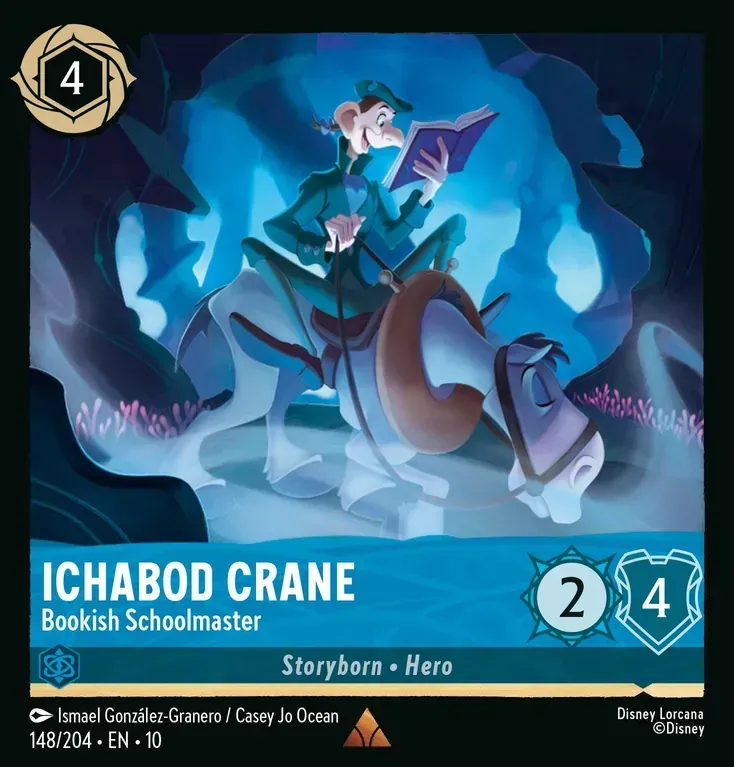 4
ICHABOD CRANE
Bookish Schoolmaster
2
4
Storyborn • Hero
Ismael González-Granero / Casey Jo Ocean
148/204 • EN • 10
Disney Lorcana
©Disney